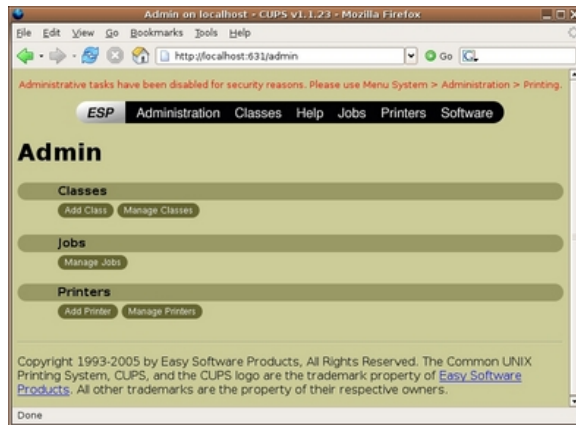 Admin on localhost - CUPS v1.1.23 - Mozilla Firefox
File Edit View Go Bookmarks Tools Help
http://localhost:631/admin Go
Administrative tasks have been disabled for security reasons. Please use Menu System > Administration > Printing.
ESP Administration Classes Help Jobs Printers Software
Admin
Classes
Add Class Manage Classes
Jobs
Manage Jobs
Printers
Add Printer Manage Printers
Copyright 1993-2005 by Easy Software Products, All Rights Reserved. The Common UNIX
Printing System, CUPS, and the CUPS logo are the trademark property of Easy Software
Products. All other trademarks are the property of their respective owners.
Done